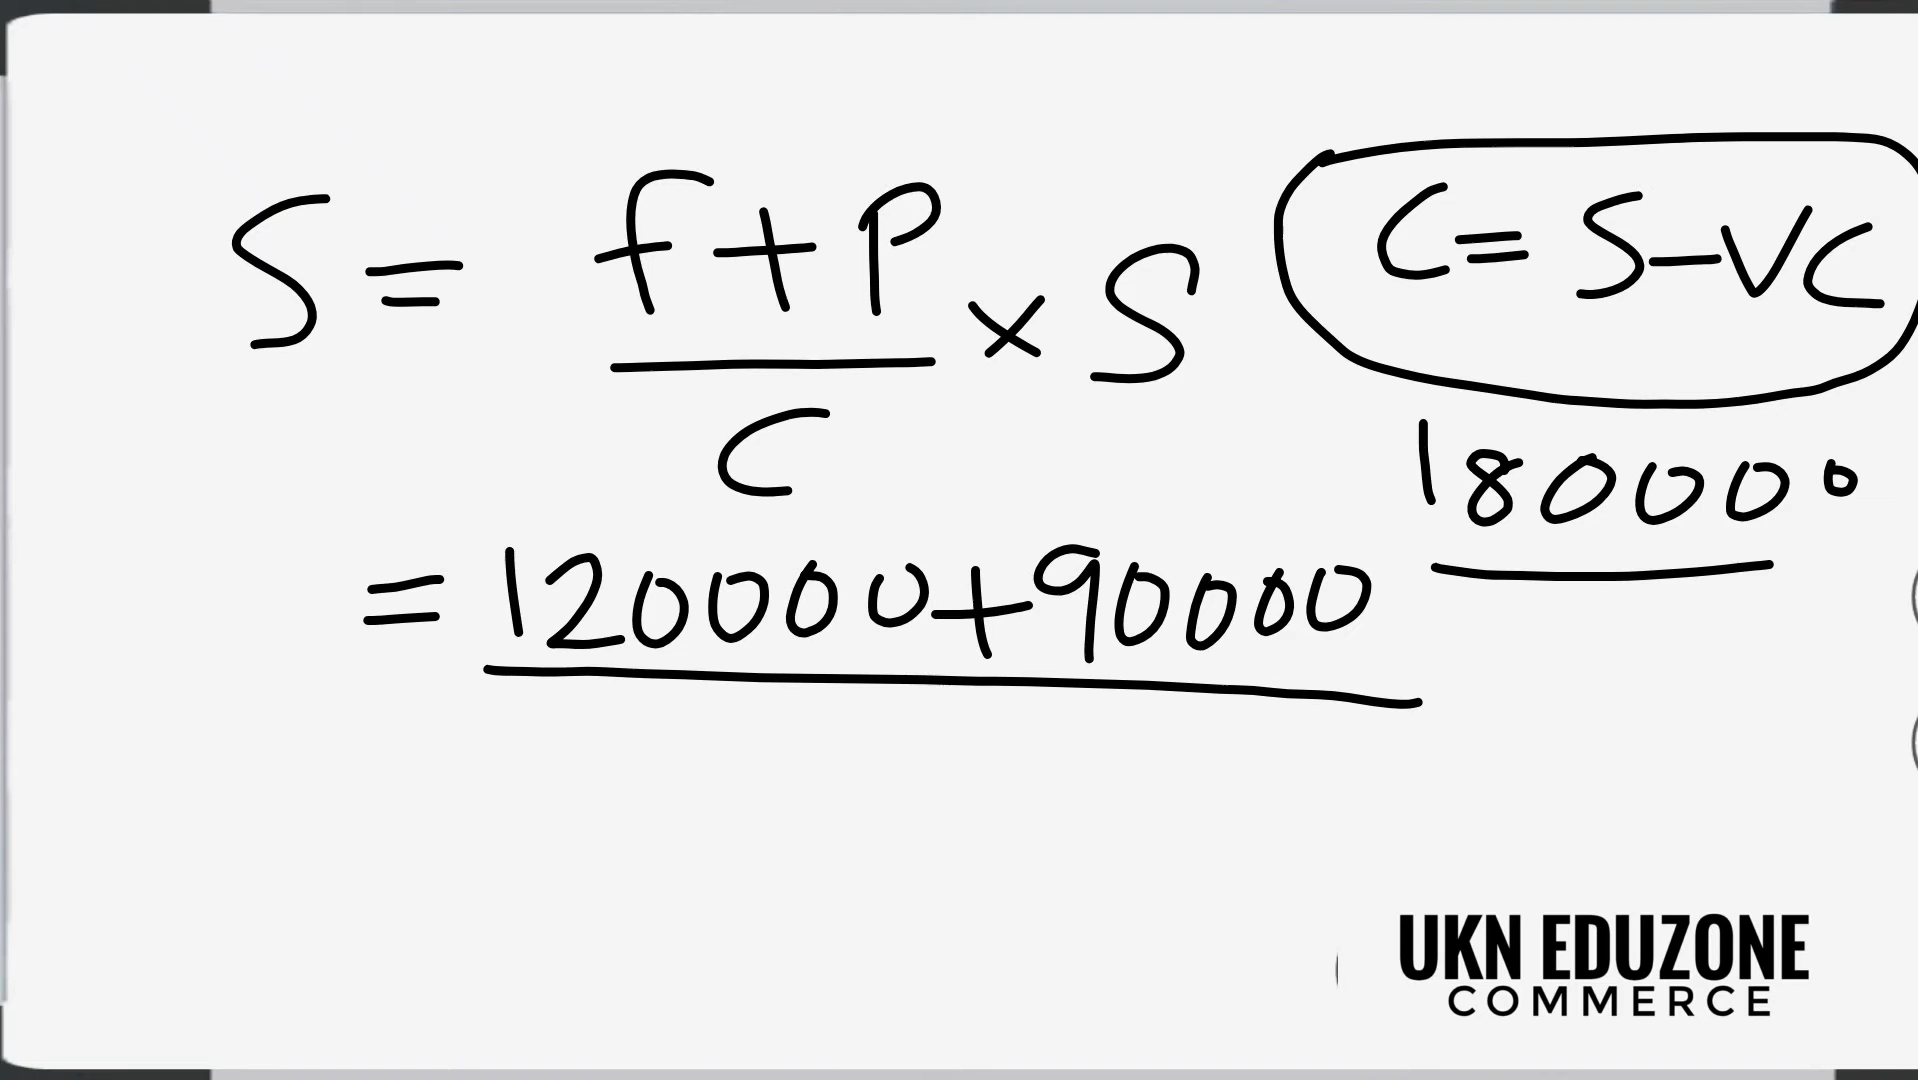 S = f+P / C × S
C = S-VC
180000
= 120000+90000
UKN EDUZONE
COMMERCE